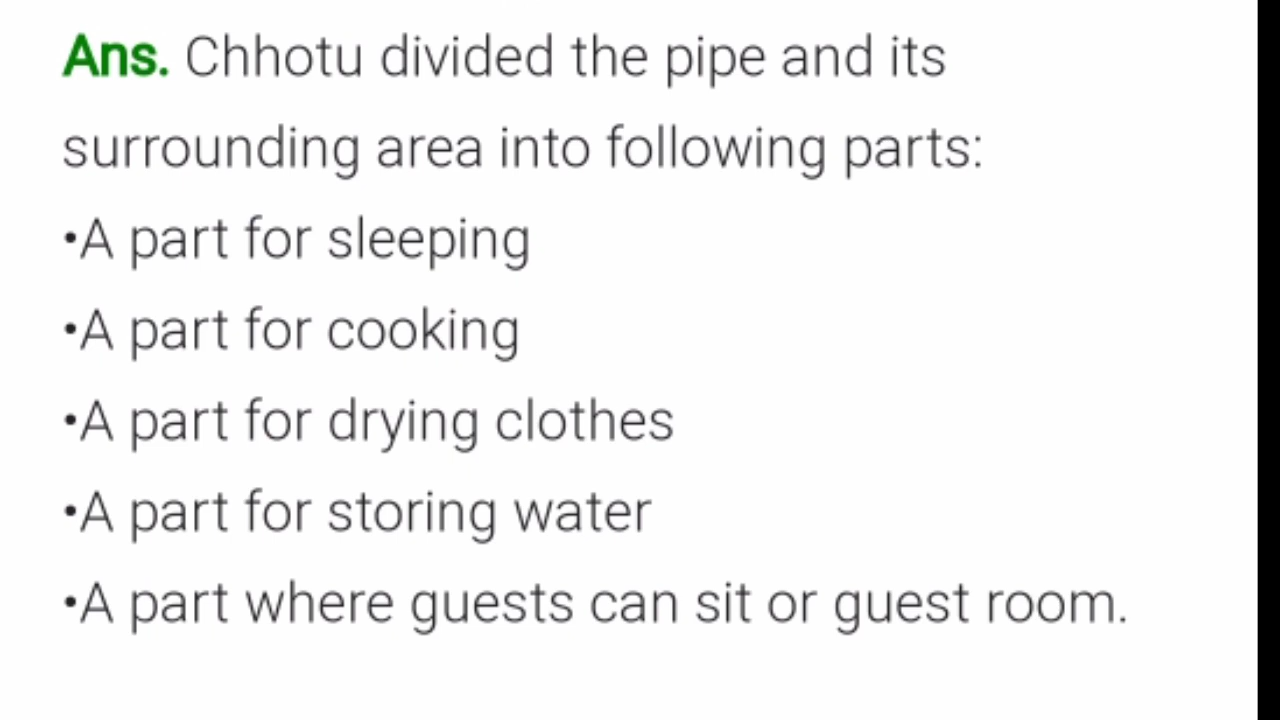 Ans. Chhotu divided the pipe and its
surrounding area into following parts:
•A part for sleeping
•A part for cooking
•A part for drying clothes
•A part for storing water
•A part where guests can sit or guest room.